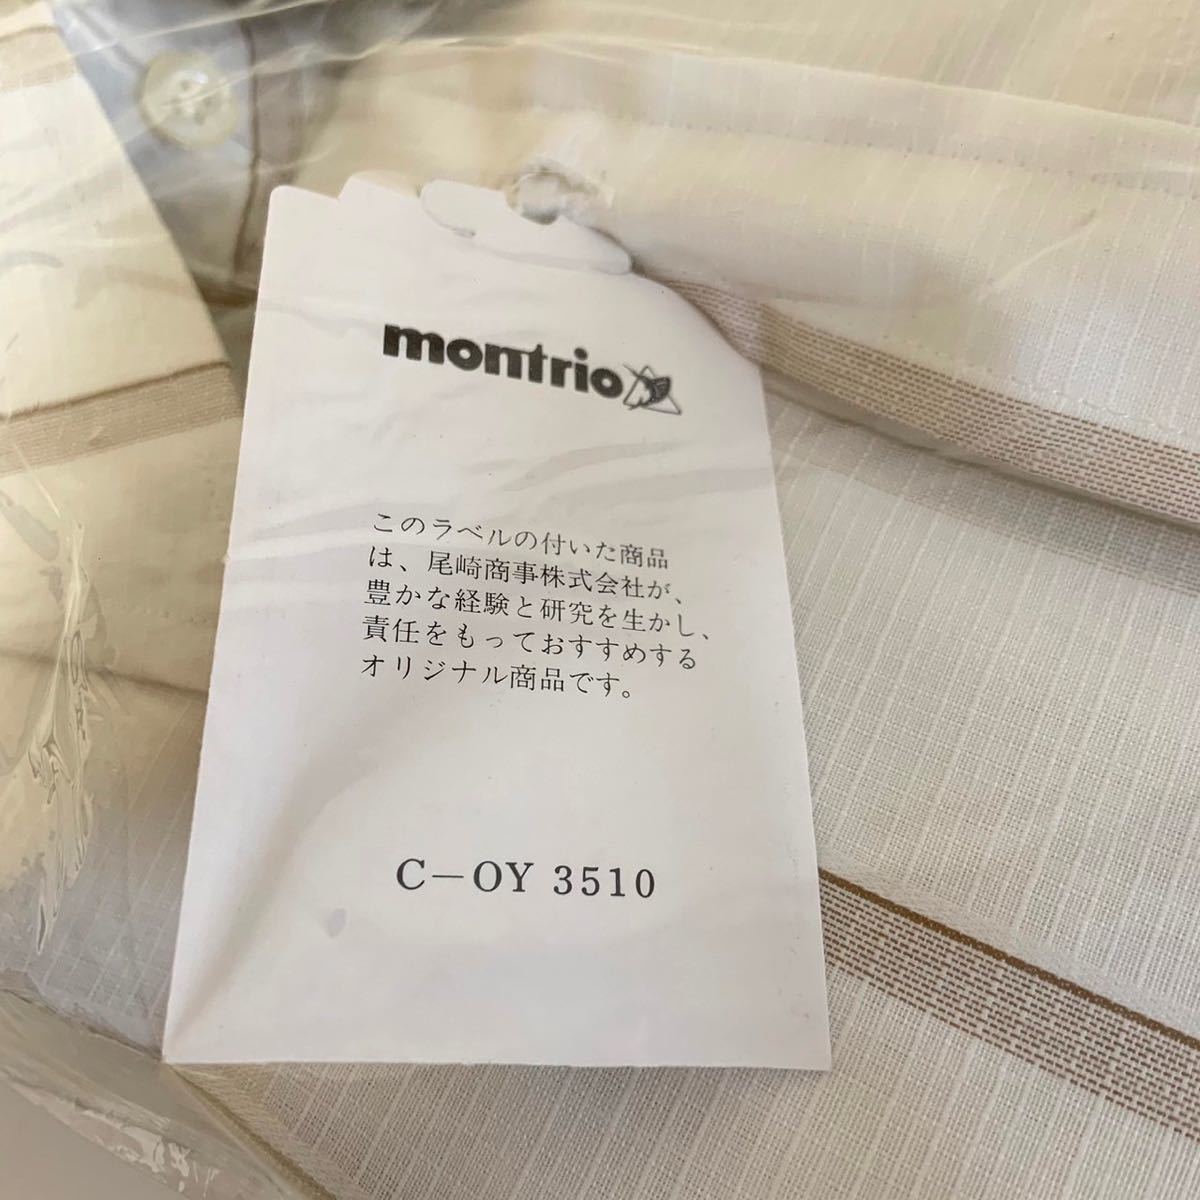 montrio
このラベルの付いた商品
は、尾崎商事株式会社が、
豊かな経験と研究を生かし、
責任をもっておすすめする
オリジナル商品です。
C－OY 3510